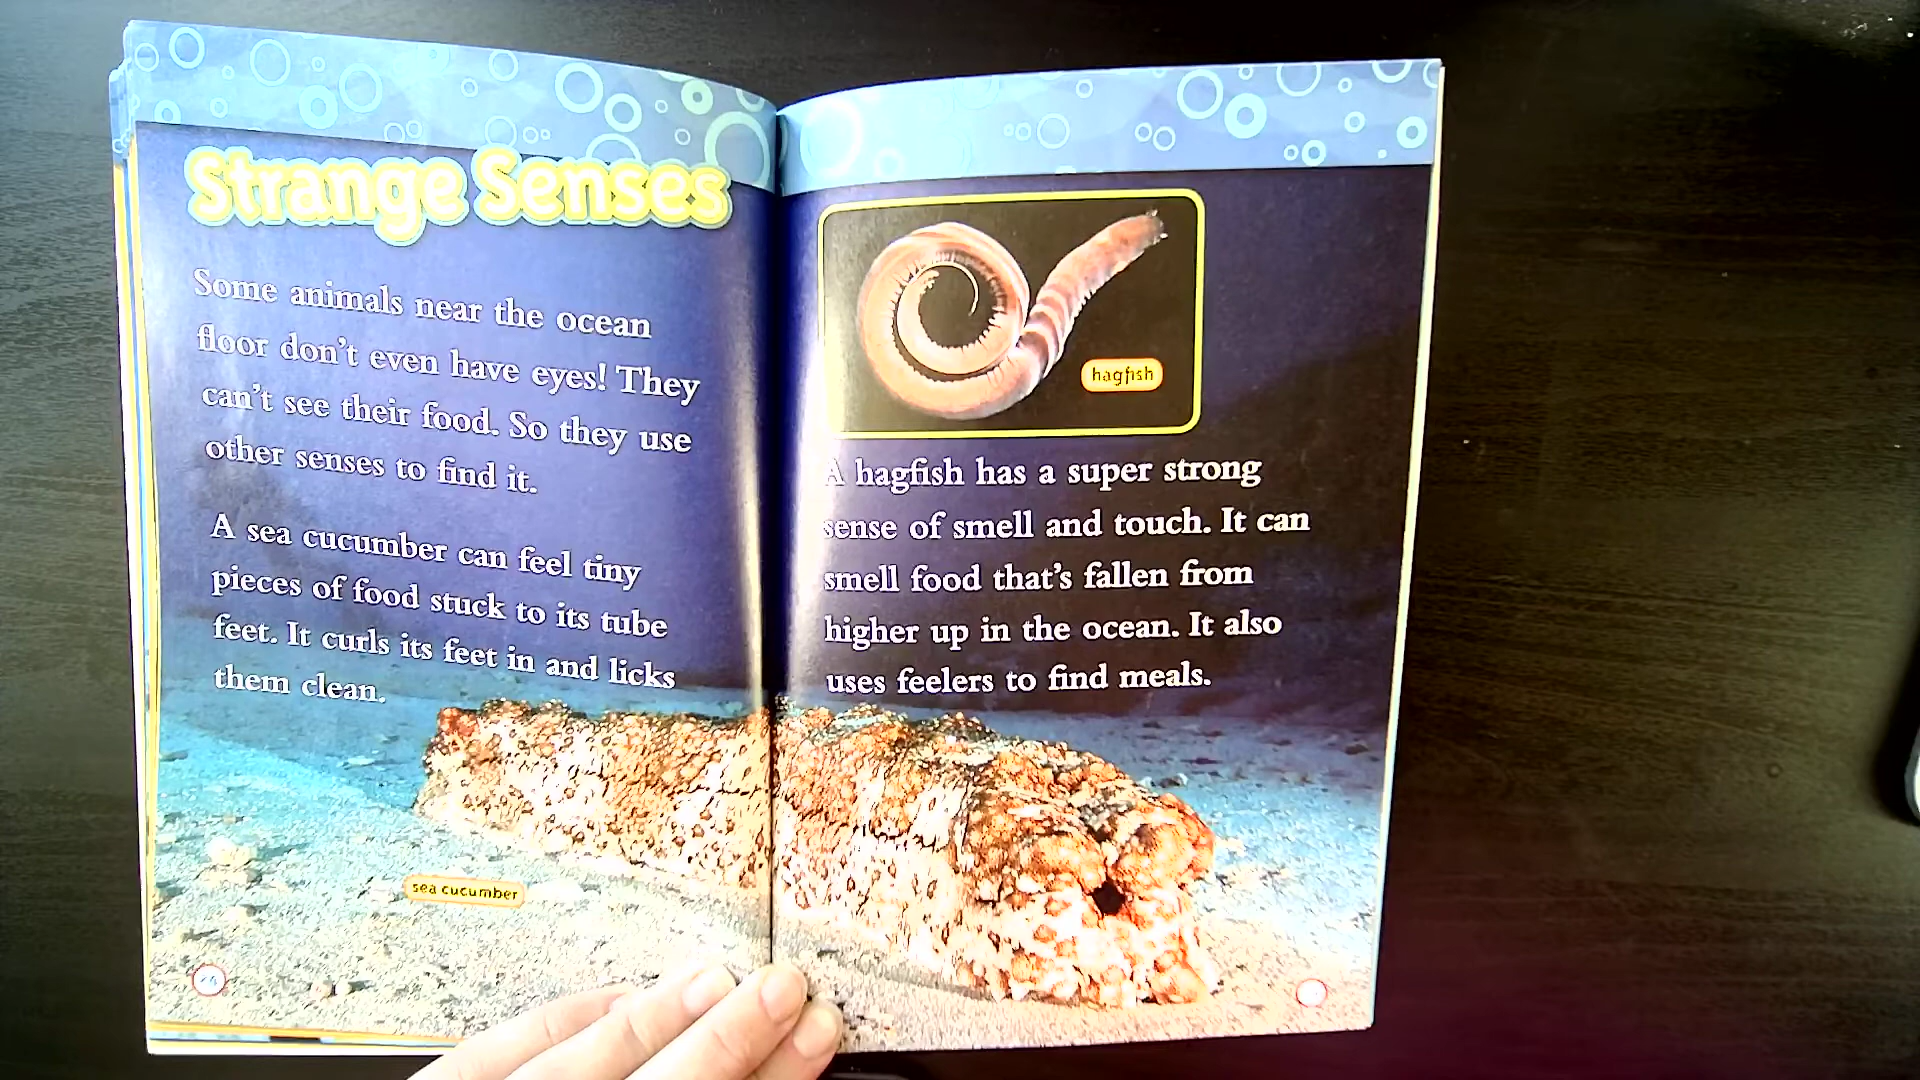 Strange Senses
Some animals near the ocean
floor don't even have eyes! They
can't see their food. So they use
other senses to find it.
A sea cucumber can feel tiny
pieces of food stuck to its tube
feet. It curls its feet in and licks
them clean.
sea cucumber
hagfish
A hagfish has a super strong
sense of smell and touch. It can
smell food that's fallen from
higher up in the ocean. It also
uses feelers to find meals.